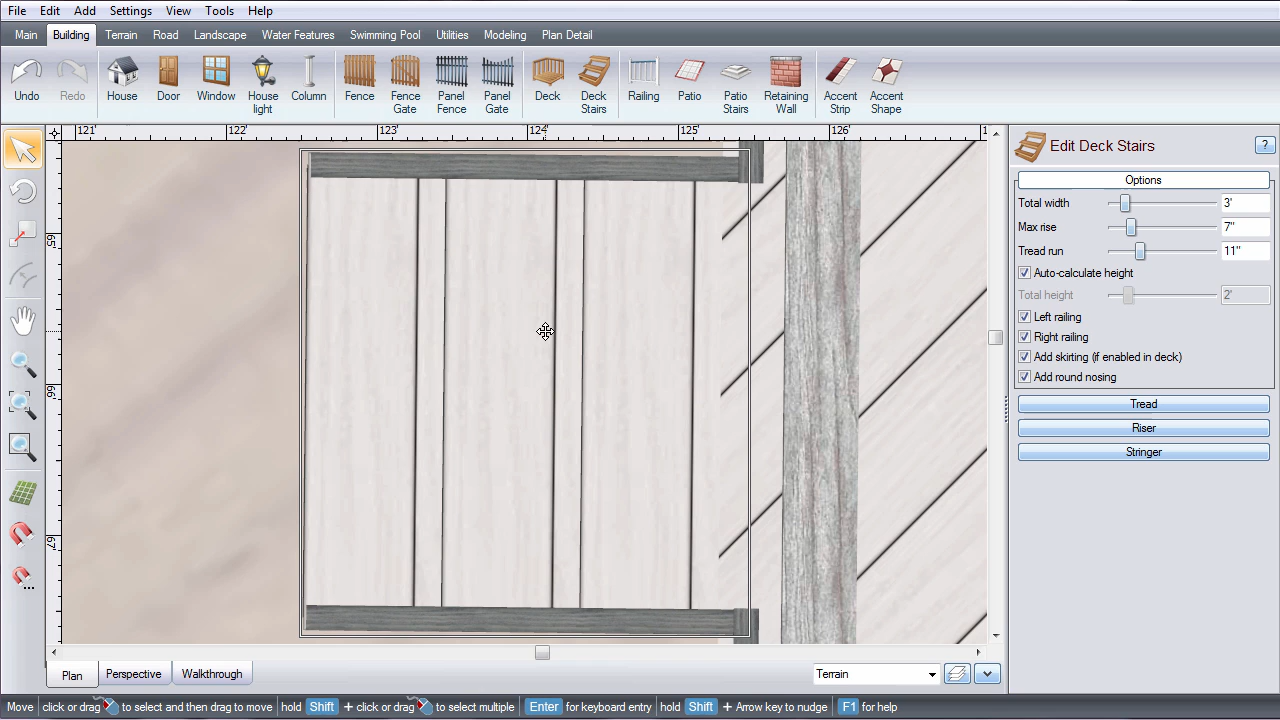 File Edit Add Settings View Tools Help
Main Building Terrain Road Landscape Water Features Swimming Pool Utilities Modeling Plan Detail
Undo Redo House Door Window House light Column Fence Fence Gate Panel Fence Panel Gate Deck Deck Stairs Railing Patio Patio Stairs Retaining Wall Accent Strip Accent Shape
121' 122' 123' 124' 125' 126'
Edit Deck Stairs ?
Options
Total width 3'
Max rise 7"
Tread run 11"
Auto-calculate height
Total height 2'
Left railing
Right railing
Add skirting (if enabled in deck)
Add round nosing
Tread
Riser
Stringer
65'
66'
67'
Plan Perspective Walkthrough Terrain
Move click or drag to select and then drag to move hold Shift + click or drag to select multiple Enter for keyboard entry hold Shift + Arrow key to nudge F1 for help